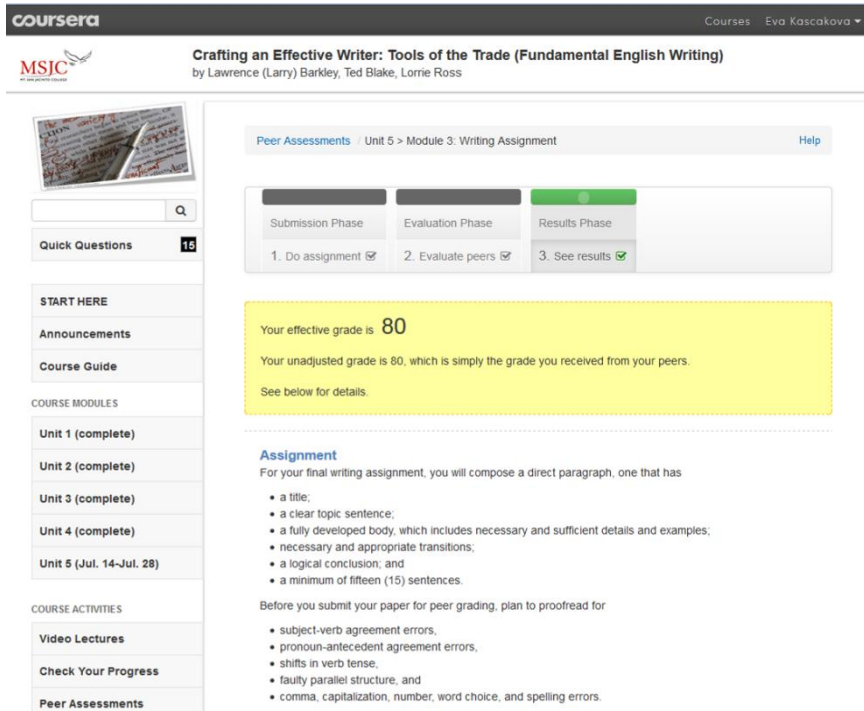 coursera
Courses Eva Kascakova
MSJC
Crafting an Effective Writer: Tools of the Trade (Fundamental English Writing)
by Lawrence (Larry) Barkley, Ted Blake, Lorrie Ross
Peer Assessments / Unit 5 > Module 3: Writing Assignment
Help
Quick Questions 15
START HERE
Announcements
Course Guide
COURSE MODULES
Unit 1 (complete)
Unit 2 (complete)
Unit 3 (complete)
Unit 4 (complete)
Unit 5 (Jul. 14-Jul. 28)
COURSE ACTIVITIES
Video Lectures
Check Your Progress
Peer Assessments
Submission Phase
1. Do assignment
Evaluation Phase
2. Evaluate peers
Results Phase
3. See results
Your effective grade is 80
Your unadjusted grade is 80, which is simply the grade you received from your peers.
See below for details.
Assignment
For your final writing assignment, you will compose a direct paragraph, one that has
• a title;
• a clear topic sentence;
• a fully developed body, which includes necessary and sufficient details and examples;
• necessary and appropriate transitions;
• a logical conclusion; and
• a minimum of fifteen (15) sentences.
Before you submit your paper for peer grading, plan to proofread for
• subject-verb agreement errors,
• pronoun-antecedent agreement errors,
• shifts in verb tense,
• faulty parallel structure, and
• comma, capitalization, number, word choice, and spelling errors.